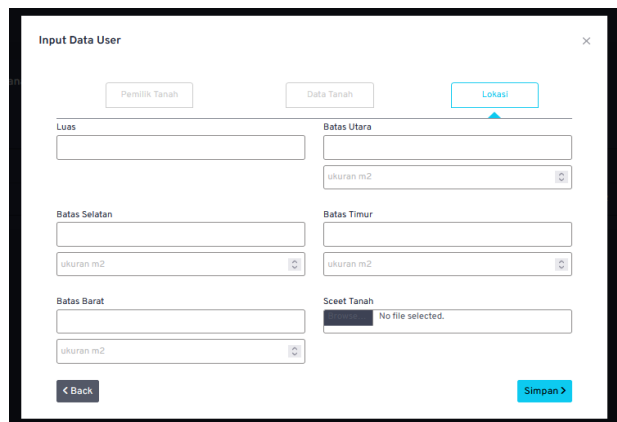 Input Data User ×
Pemilik Tanah Data Tanah Lokasi
Luas Batas Utara
ukuran m2
Batas Selatan Batas Timur
ukuran m2 ukuran m2
Batas Barat Sceet Tanah
Browse... No file selected.
ukuran m2
< Back Simpan >